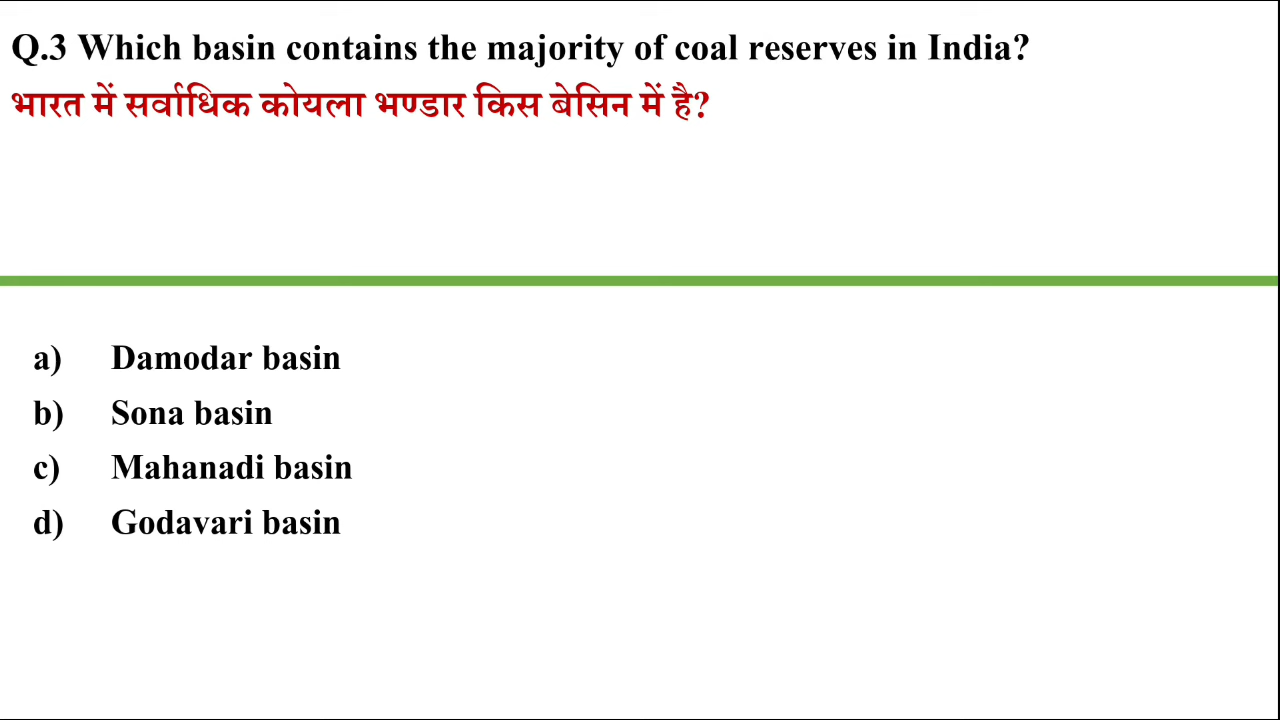 Q.3 Which basin contains the majority of coal reserves in India?
भारत में सर्वाधिक कोयला भण्डार किस बेसिन में है?
a) Damodar basin
b) Sona basin
c) Mahanadi basin
d) Godavari basin